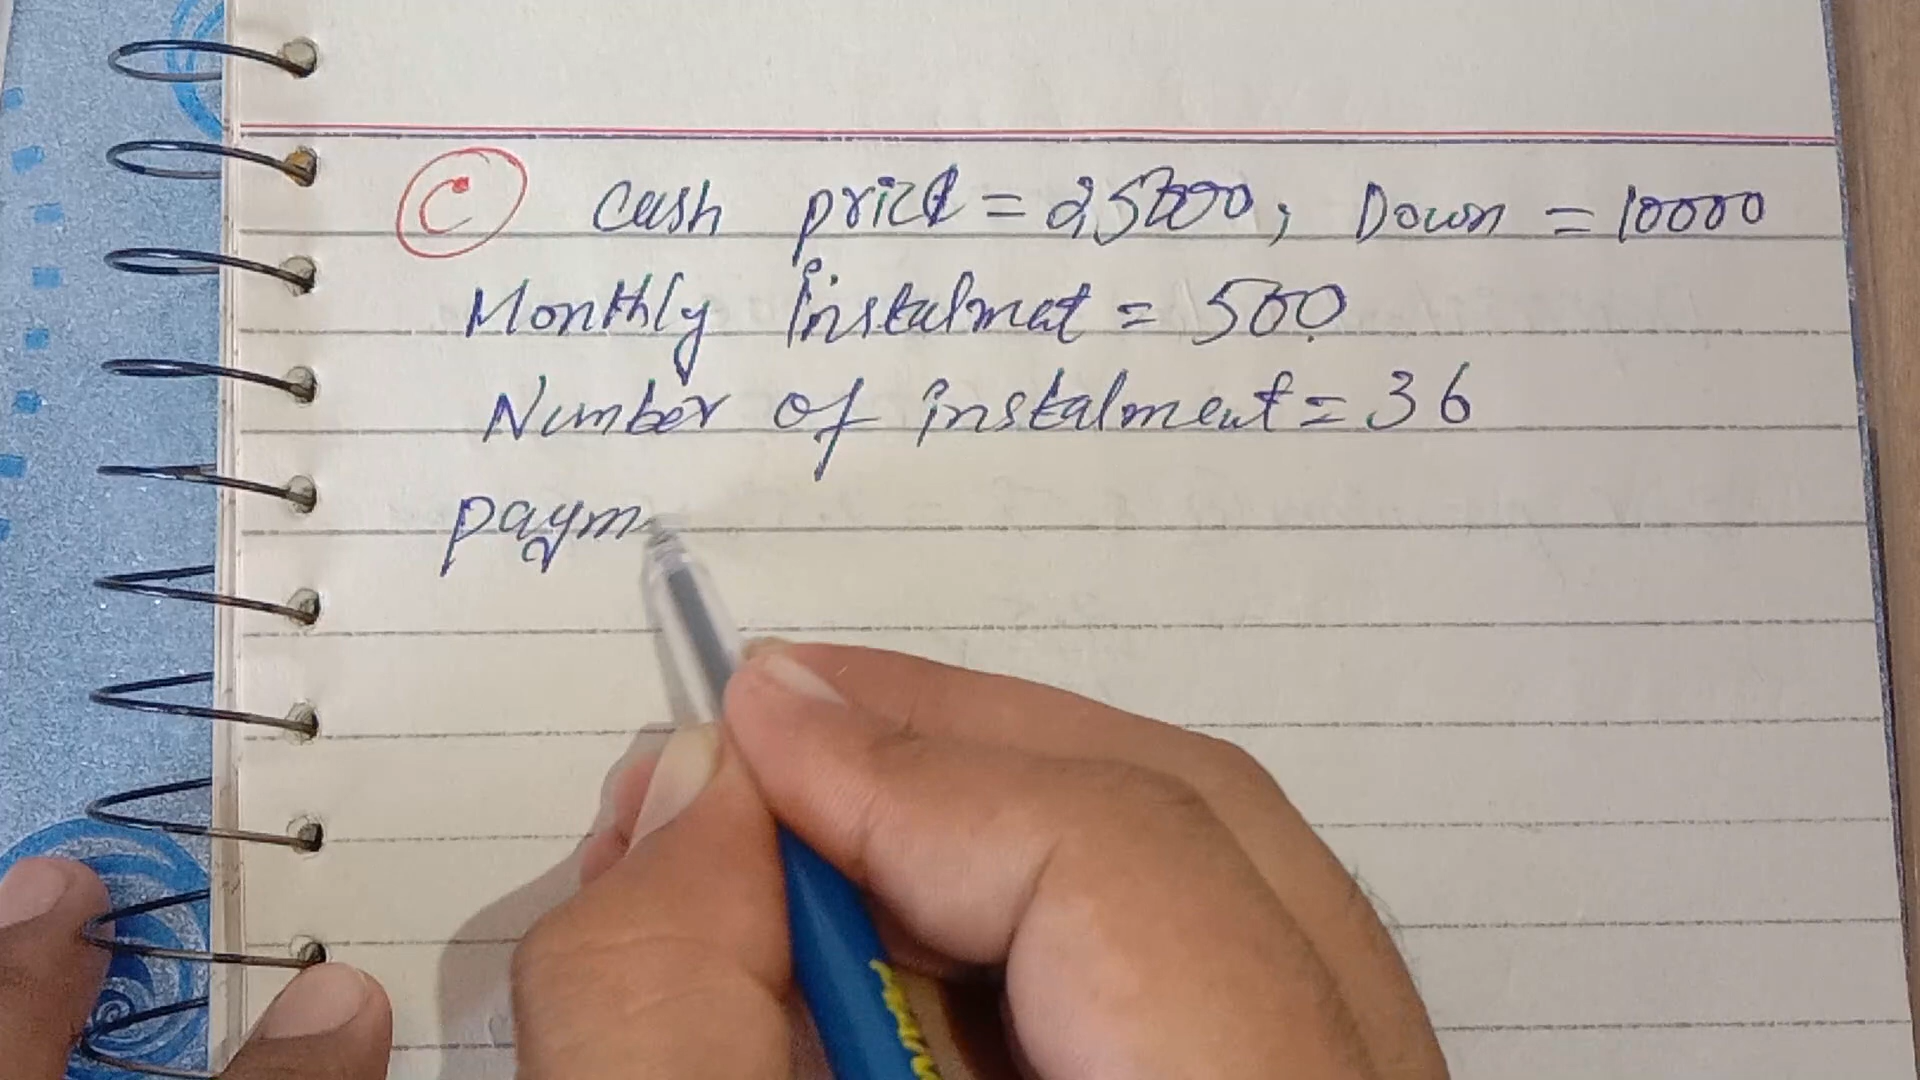 C Cash price = 25000; Down = 10000
Monthly instalmet = 500
Number of instalment = 36
paym